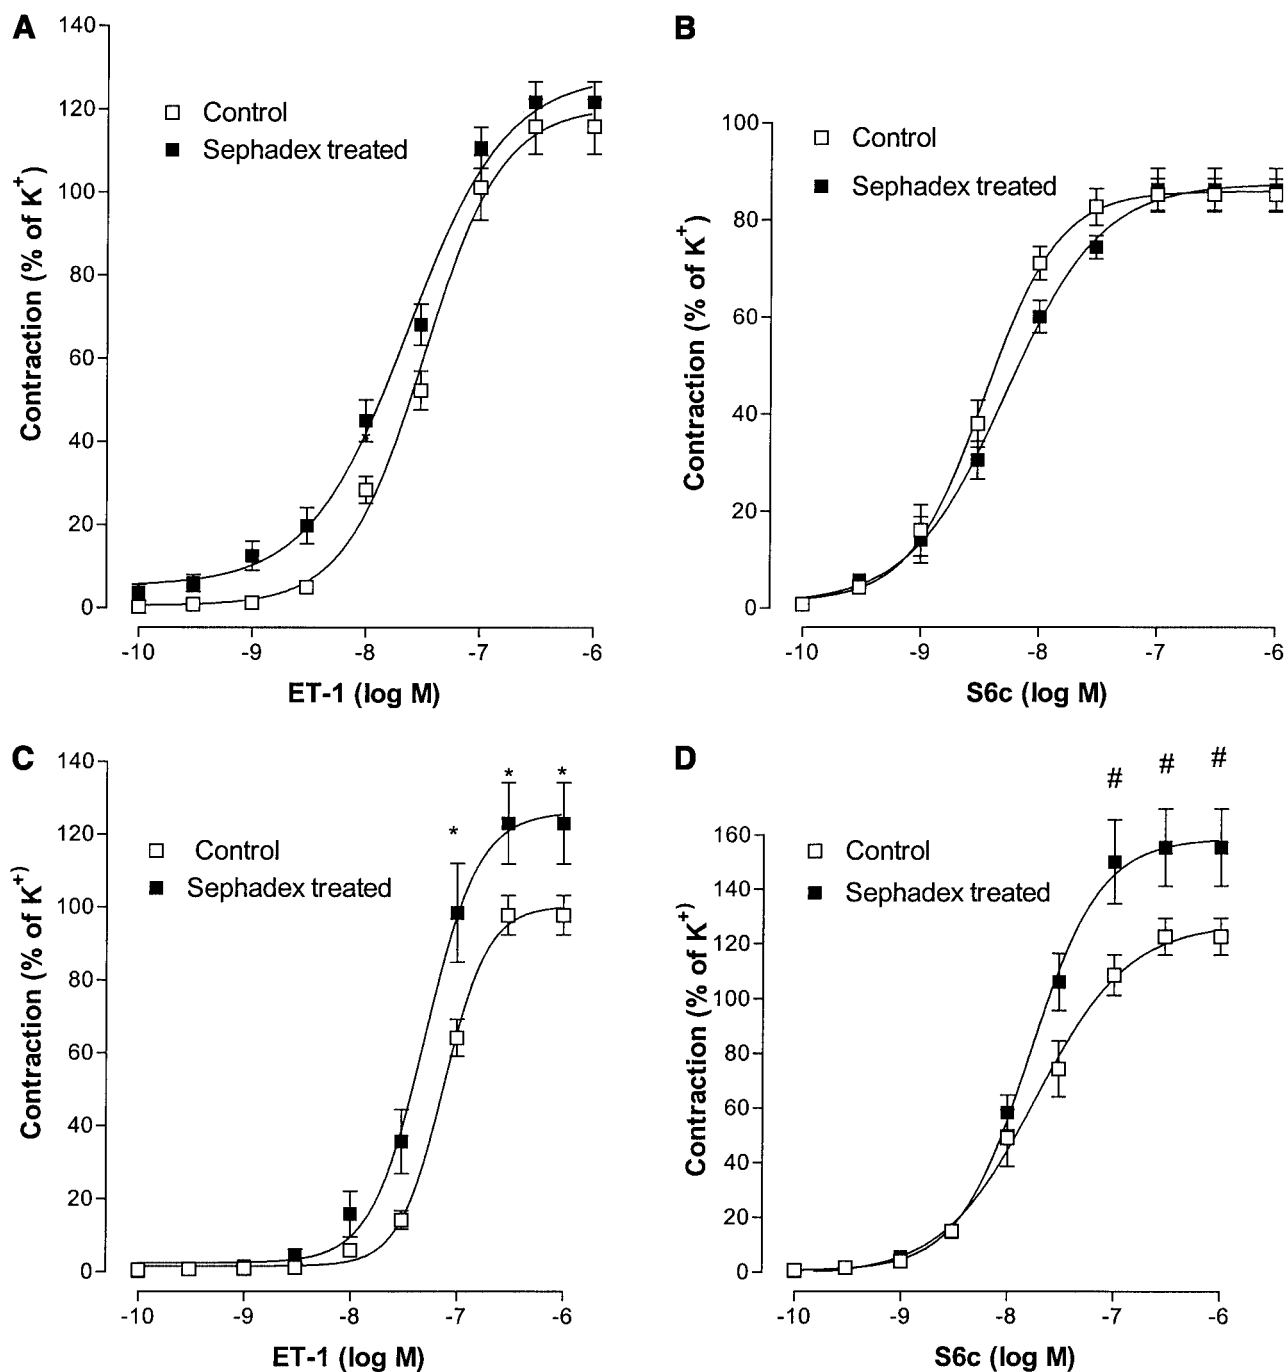 A
140
120
100
80
60
40
20
0
Contraction (% of K+)
Control
Sephadex treated
-10 -9 -8 -7 -6
ET-1 (log M)
B
100
80
60
40
20
0
Contraction (% of K+)
Control
Sephadex treated
-10 -9 -8 -7 -6
S6c (log M)
C
140
120
100
80
60
40
20
0
Contraction (% of K+)
Control
Sephadex treated
* * *
-10 -9 -8 -7 -6
ET-1 (log M)
D
# # #
160
140
120
100
80
60
40
20
0
Contraction (% of K+)
Control
Sephadex treated
-10 -9 -8 -7 -6
S6c (log M)